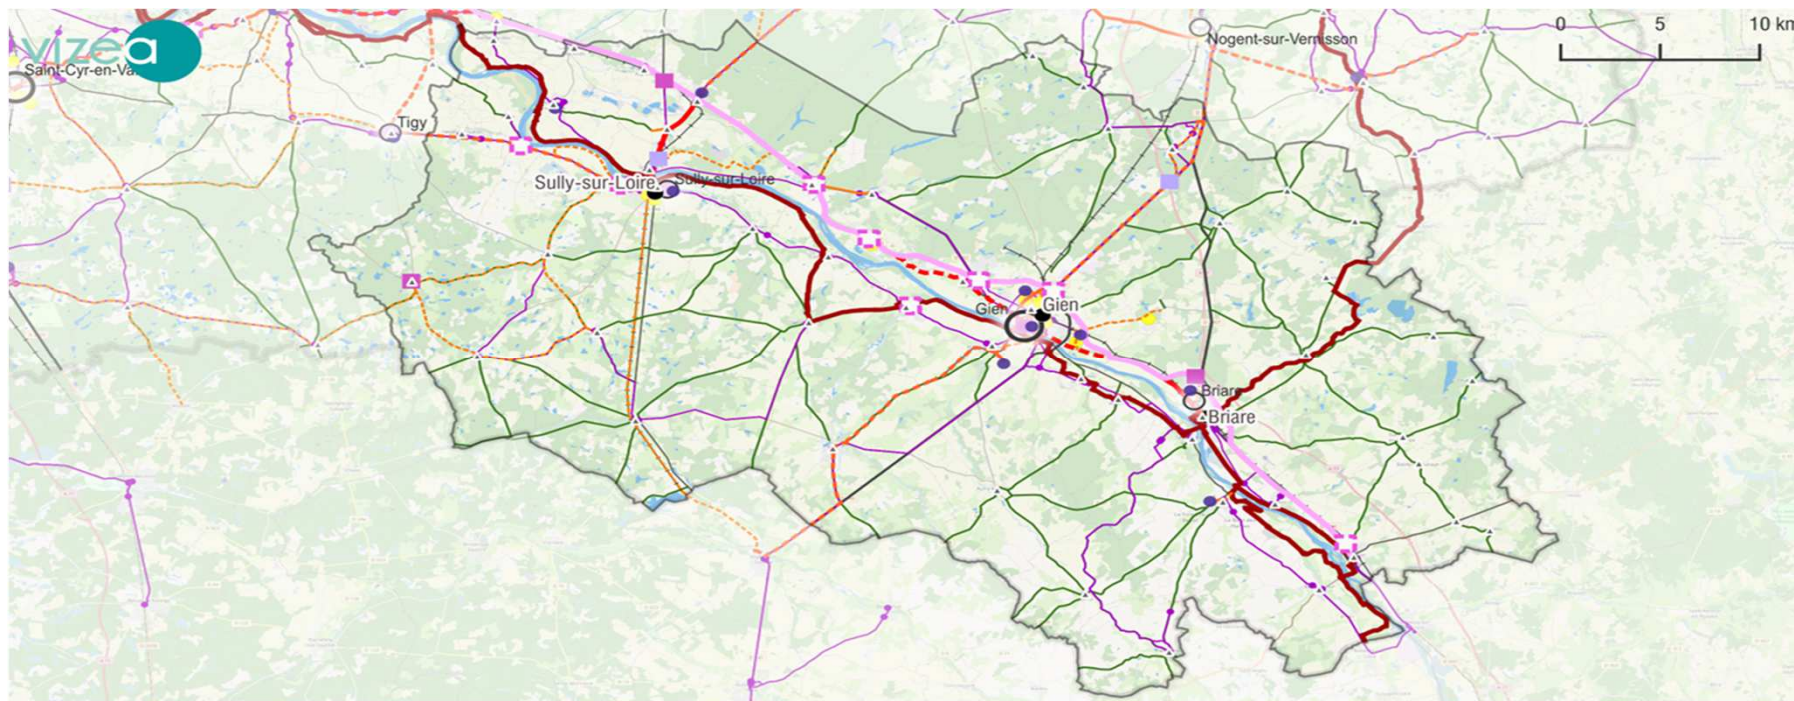 vizea
0 5 10 km
Nogent-sur-Vernisson
Saint-Cyr-en-Va
Tigy
Sully-sur-Loire
Sully-sur-Loire
Gien
Gien
Briare
Briare